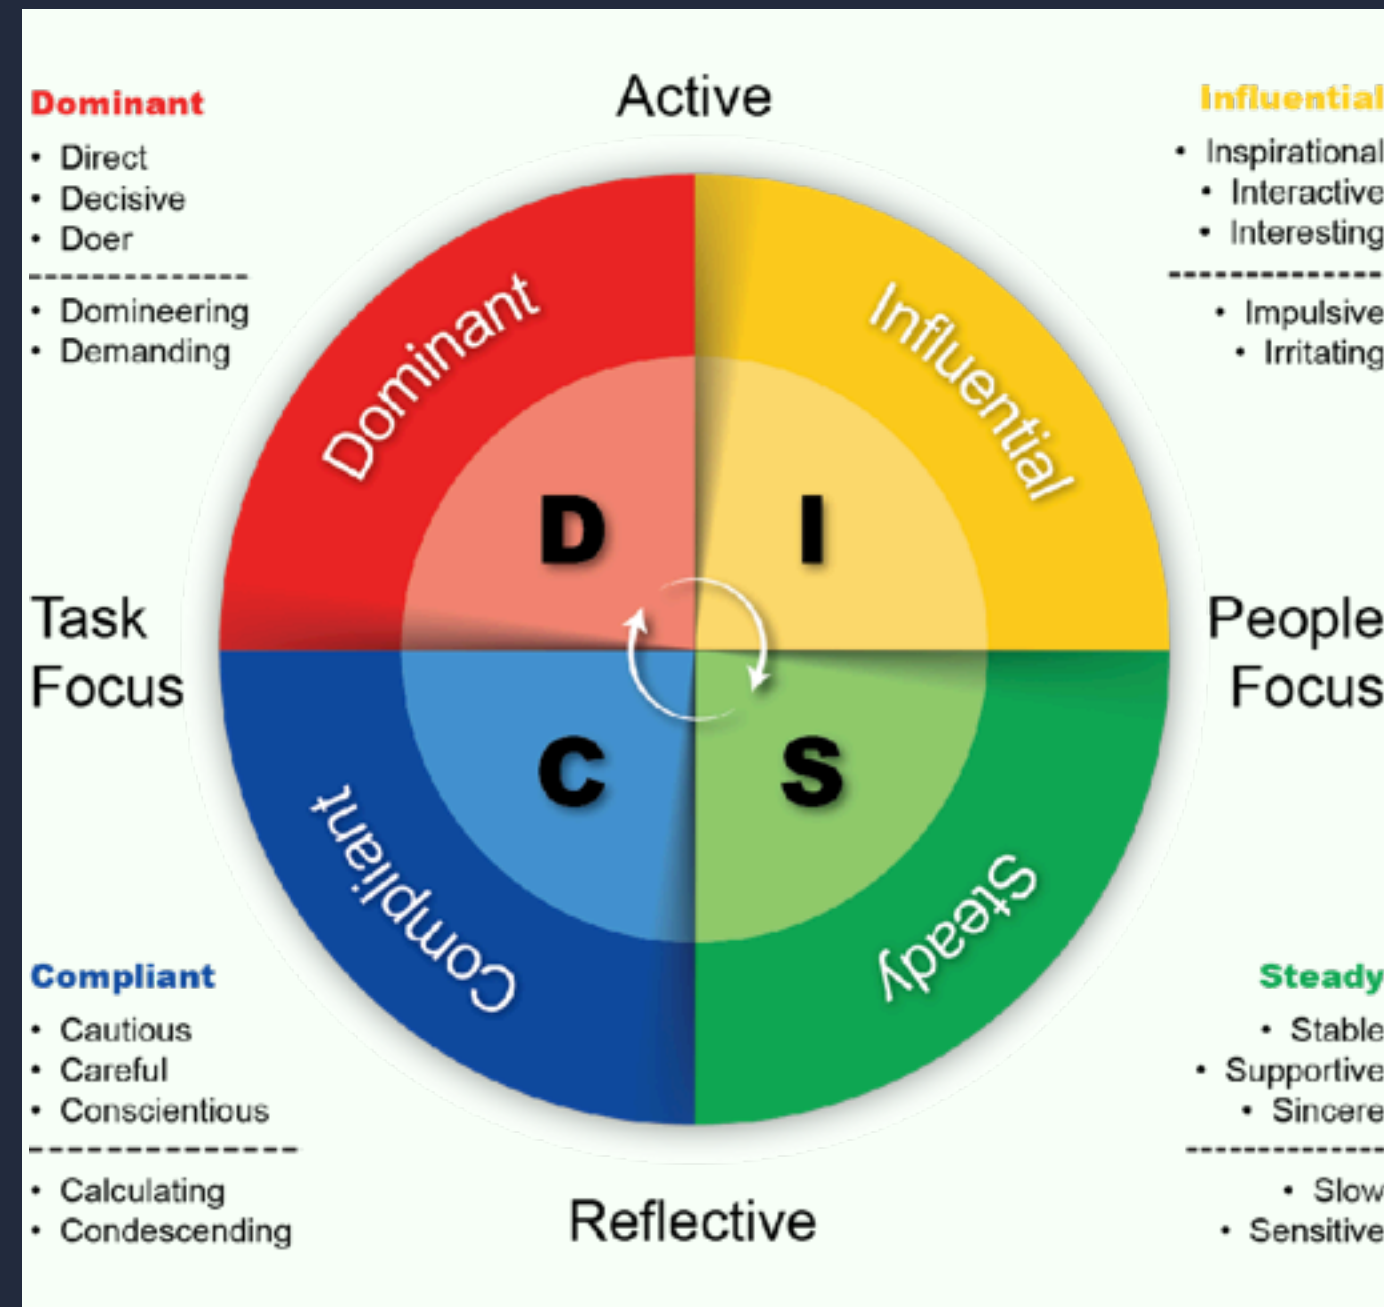 Active
Dominant
• Direct
• Decisive
• Doer
• Domineering
• Demanding
Influential
• Inspirational
• Interactive
• Interesting
• Impulsive
• Irritating
Dominant
Influential
D
I
Task
Focus
People
Focus
C
S
Compliant
Steady
Compliant
• Cautious
• Careful
• Conscientious
• Calculating
• Condescending
Steady
• Stable
• Supportive
• Sincere
• Slow
• Sensitive
Reflective